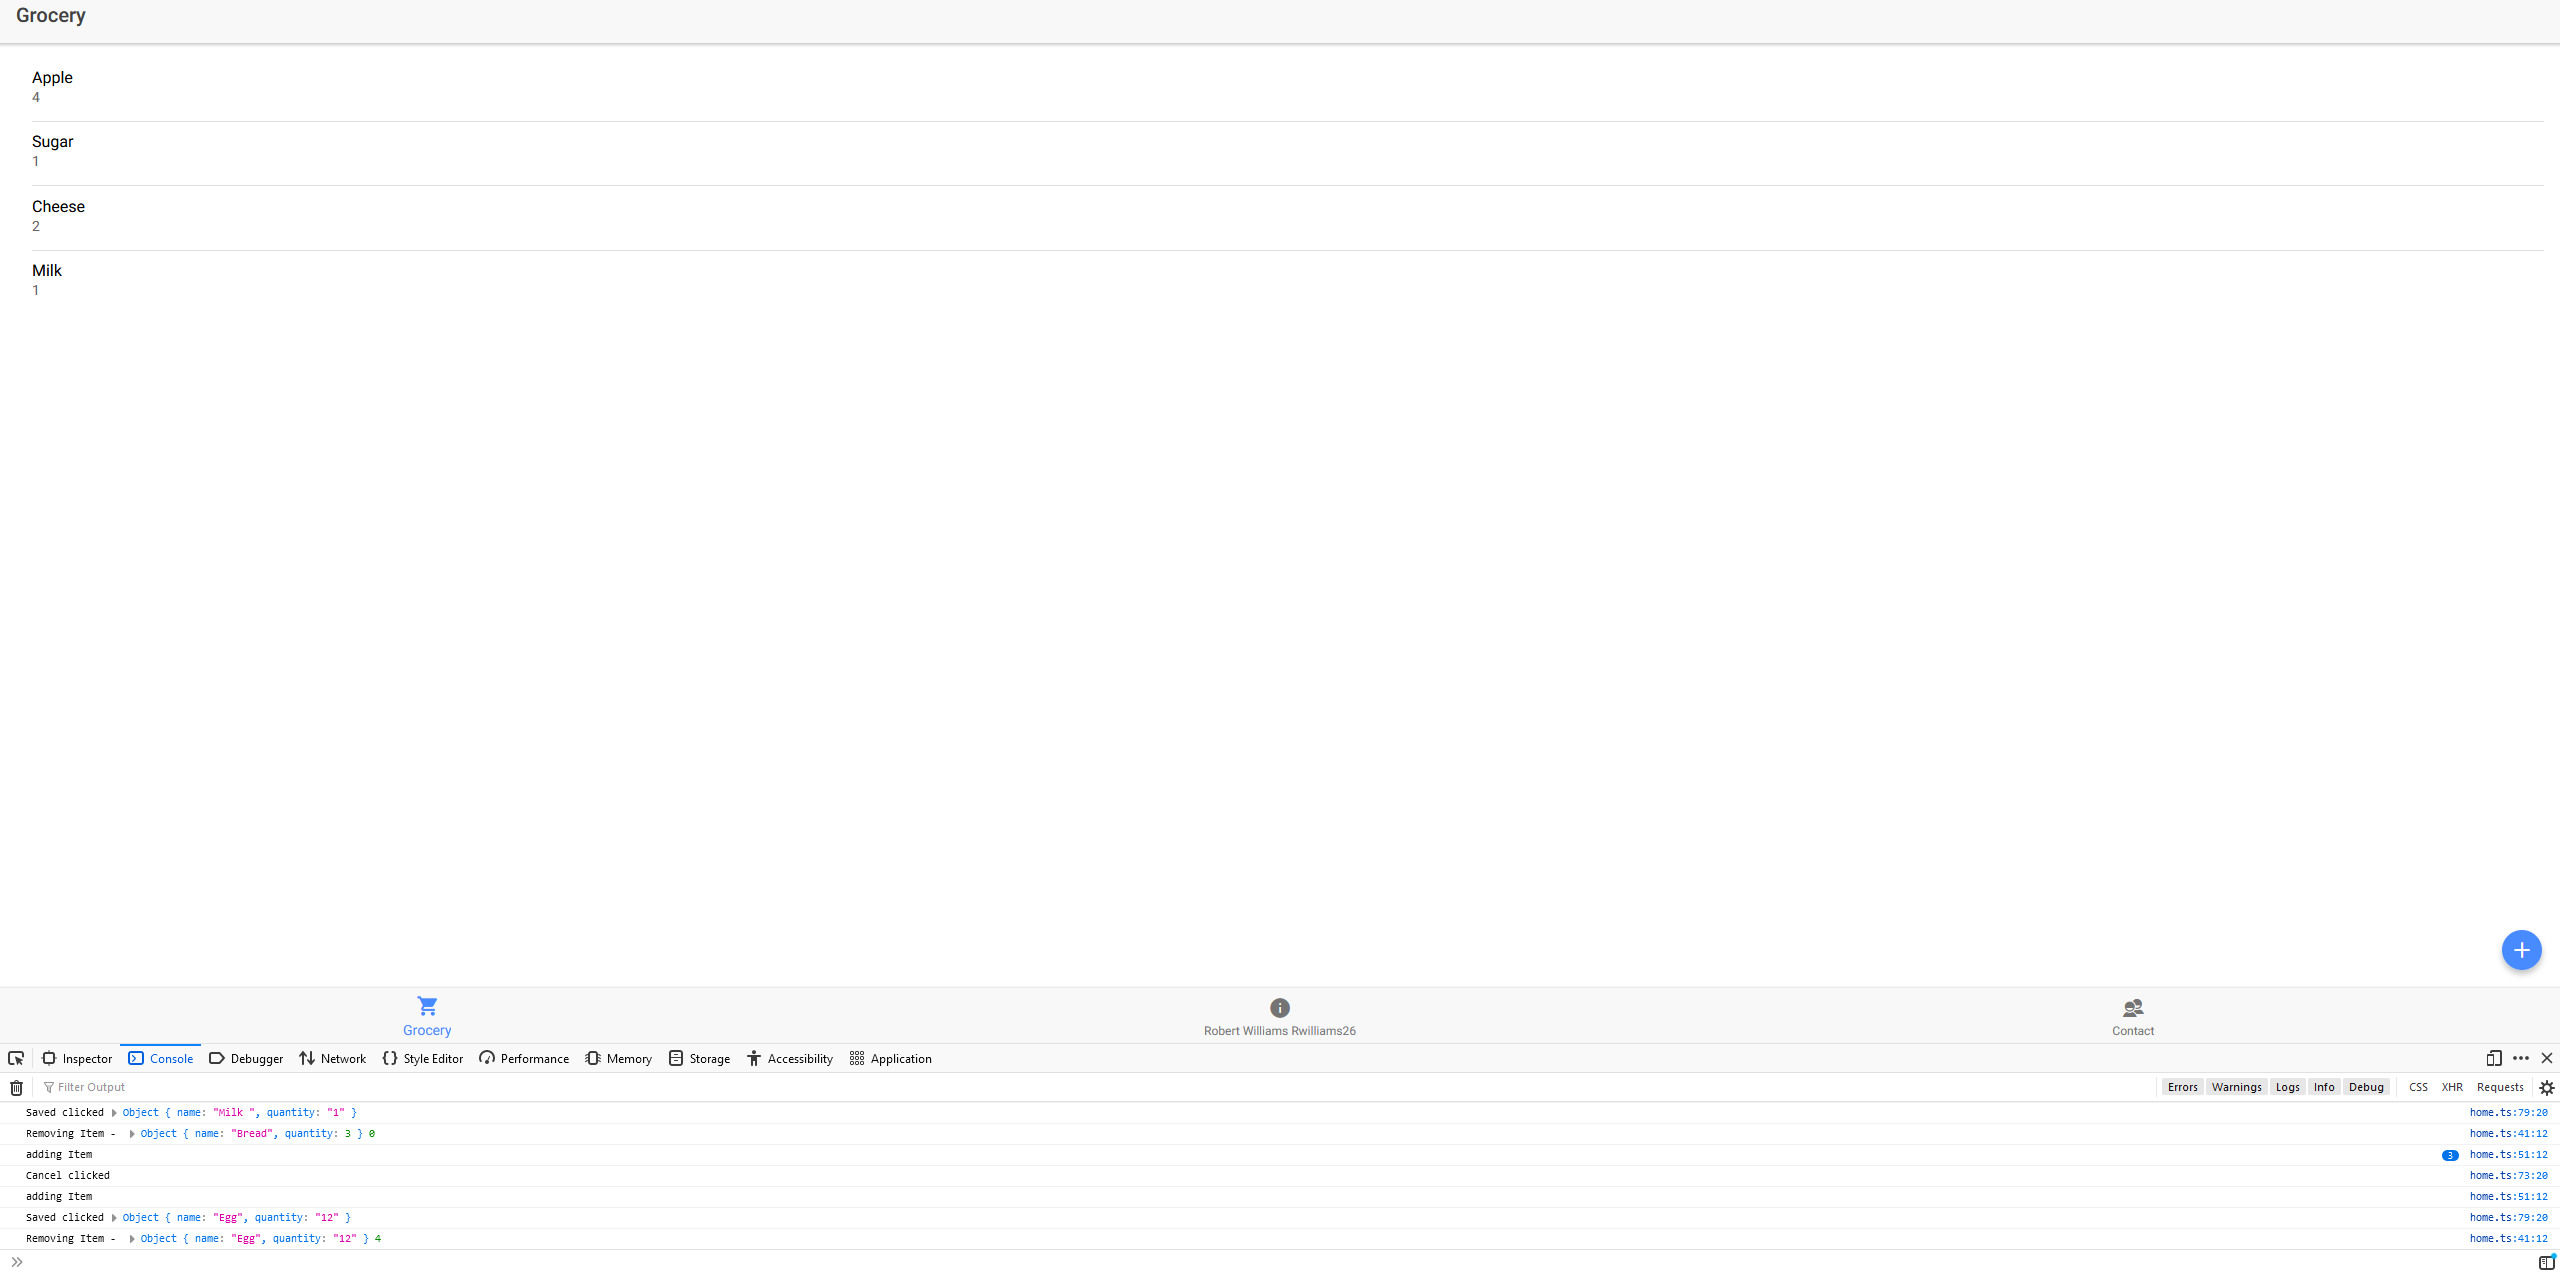 Grocery
Apple
4
Sugar
1
Cheese
2
Milk
1
Grocery
Robert Williams Rwilliams26
Contact
Inspector Console Debugger Network Style Editor Performance Memory Storage Accessibility Application
Filter Output Errors Warnings Logs Info Debug CSS XHR Requests
Saved clicked Object { name: "Milk ", quantity: "1" } home.ts:79:20
Removing Item - Object { name: "Bread", quantity: 3 } 0 home.ts:41:12
adding Item 3 home.ts:51:12
Cancel clicked home.ts:73:20
adding Item home.ts:51:12
Saved clicked Object { name: "Egg", quantity: "12" } home.ts:79:20
Removing Item - Object { name: "Egg", quantity: "12" } 4 home.ts:41:12